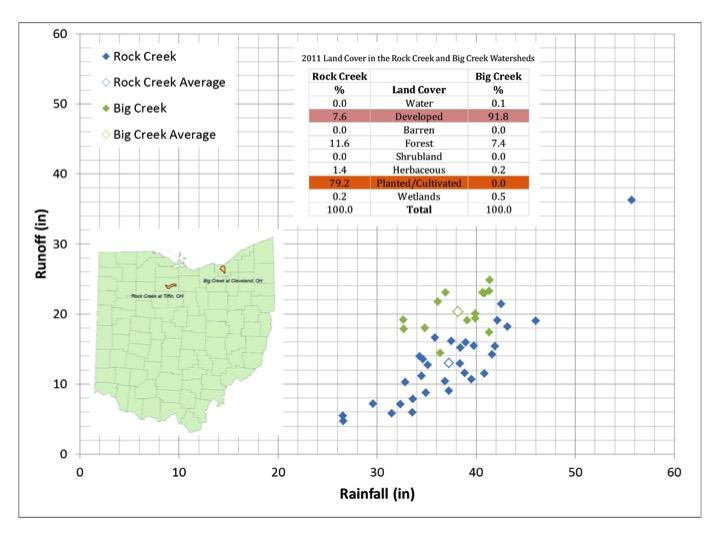 60
50
40
30
20
10
0
0 10 20 30 40 50 60
Runoff (in)
Rainfall (in)
Rock Creek
Rock Creek Average
Big Creek
Big Creek Average
2011 Land Cover in the Rock Creek and Big Creek Watersheds
Rock Creek Big Creek
% Land Cover %
0.0 Water 0.1
7.6 Developed 91.8
0.0 Barren 0.0
11.6 Forest 7.4
0.0 Shrubland 0.0
1.4 Herbaceous 0.2
79.2 Planted/Cultivated 0.0
0.2 Wetlands 0.5
100.0 Total 100.0
Big Creek at Cleveland, OH
Rock Creek at Tiffin, OH